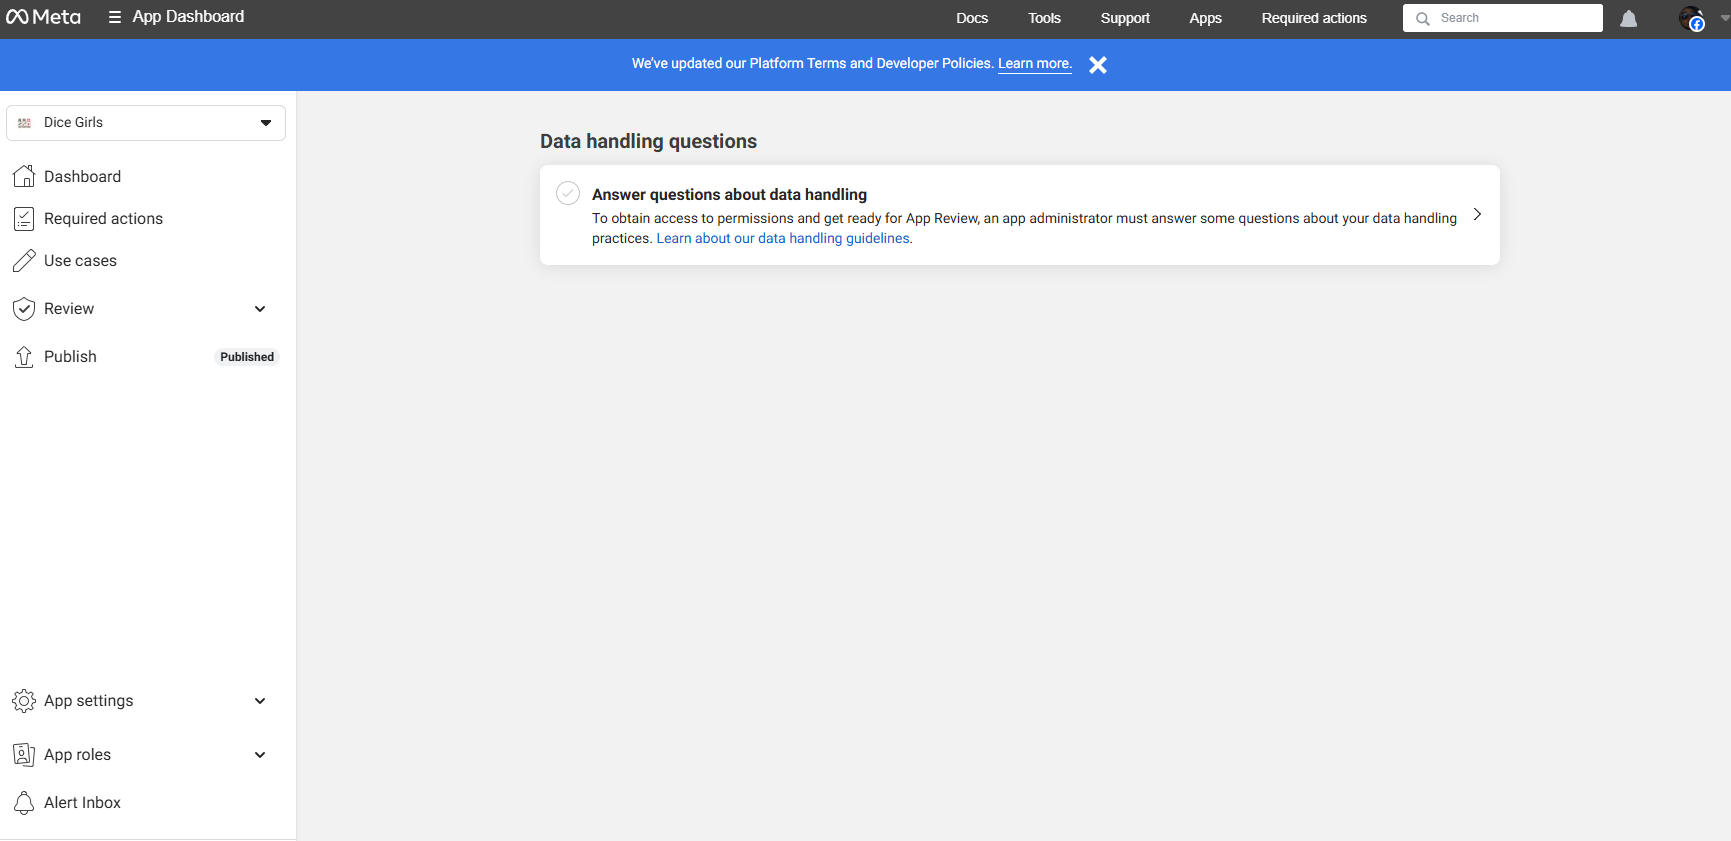 Meta
App Dashboard
Docs
Tools
Support
Apps
Required actions
Search
We've updated our Platform Terms and Developer Policies. Learn more.
Dice Girls
Dashboard
Required actions
Use cases
Review
Publish
Published
App settings
App roles
Alert Inbox
Data handling questions
Answer questions about data handling
To obtain access to permissions and get ready for App Review, an app administrator must answer some questions about your data handling
practices. Learn about our data handling guidelines.